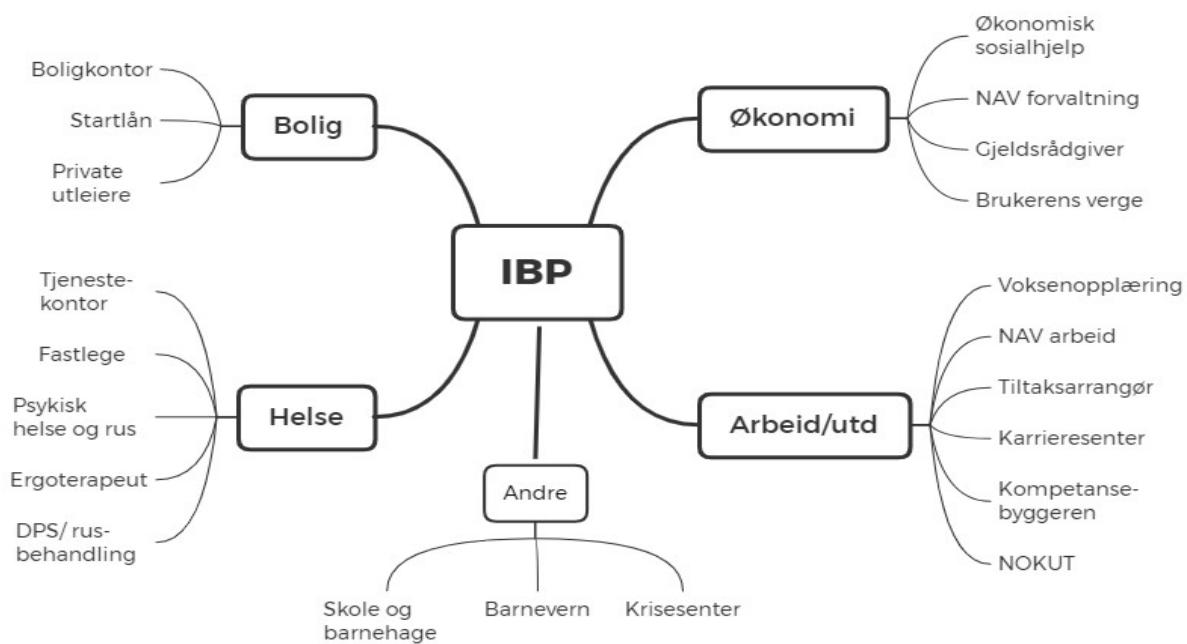 IBP
Bolig
Boligkontor
Startlån
Private
utleiere
Økonomi
Økonomisk
sosialhjelp
NAV forvaltning
Gjeldsrådgiver
Brukerens verge
Helse
Tjeneste-
kontor
Fastlege
Psykisk
helse og rus
Ergoterapeut
DPS/ rus-
behandling
Arbeid/utd
Voksenopplæring
NAV arbeid
Tiltaksarrangør
Karrieresenter
Kompetanse-
byggeren
NOKUT
Andre
Skole og
barnehage
Barnevern
Krisesenter